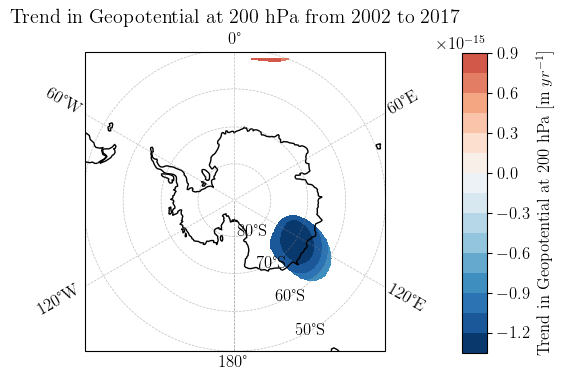 Trend in Geopotential at 200 hPa from 2002 to 2017
0°
×10⁻¹⁵
60°W
60°E
80°S
70°S
60°S
50°S
120°W
120°E
180°
0.9
0.6
0.3
0.0
−0.3
−0.6
−0.9
−1.2
Trend in Geopotential at 200 hPa [m yr⁻¹]